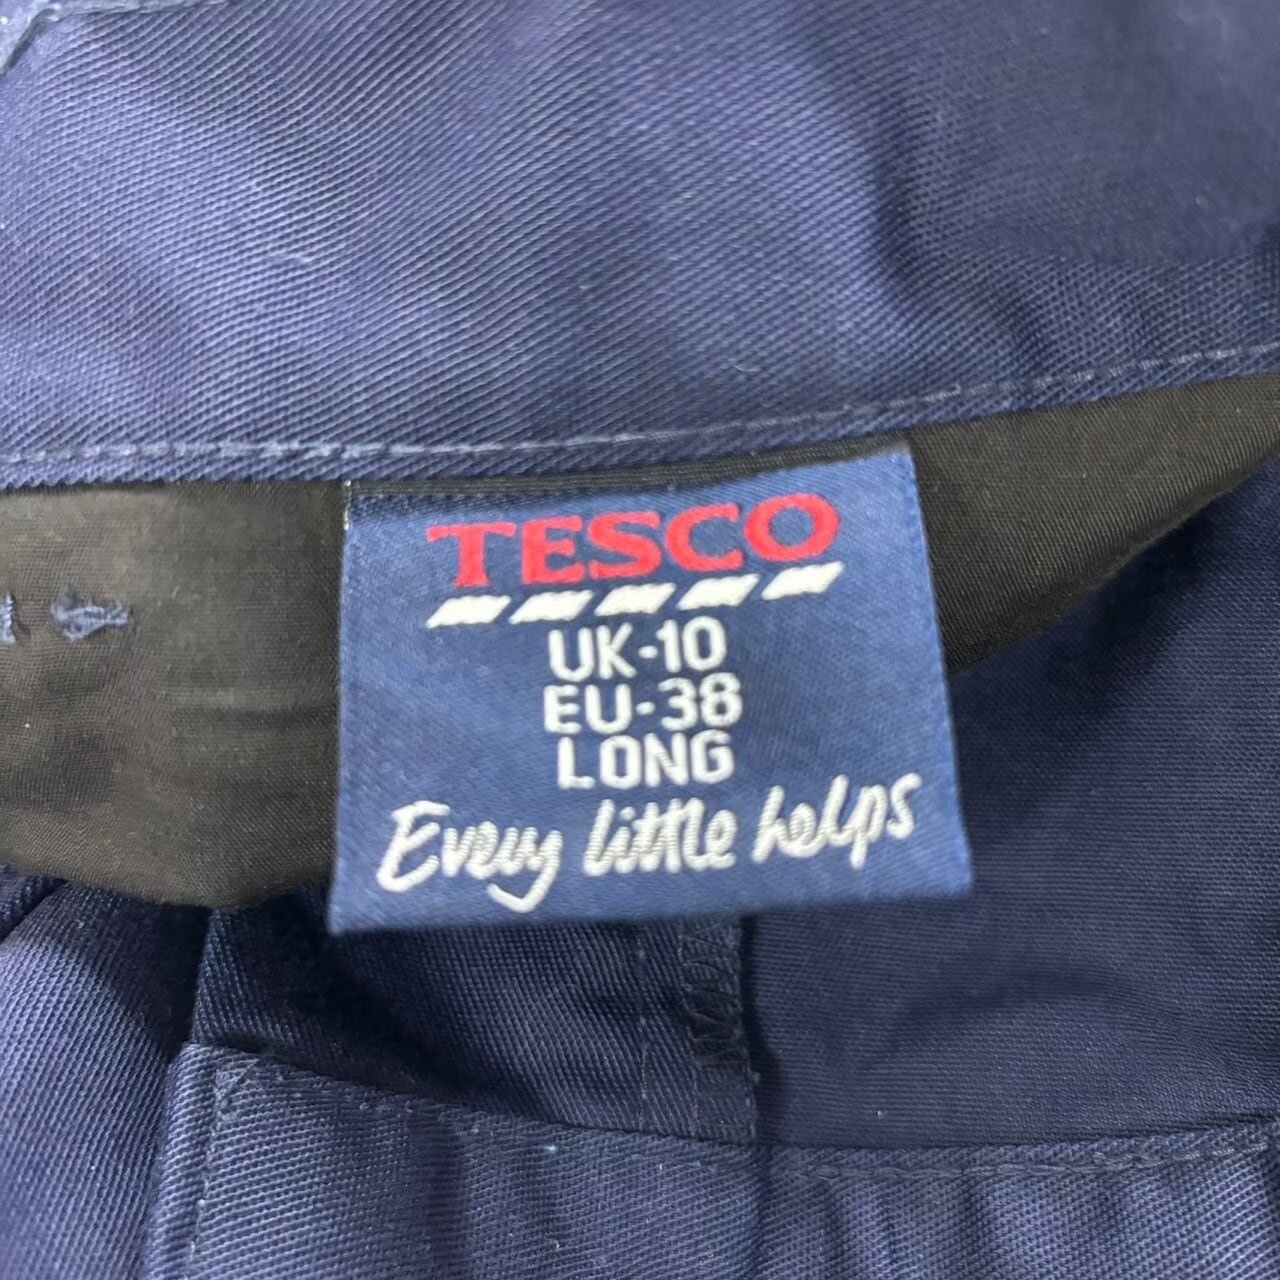 TESCO
UK-10
EU-38
LONG
Every little helps